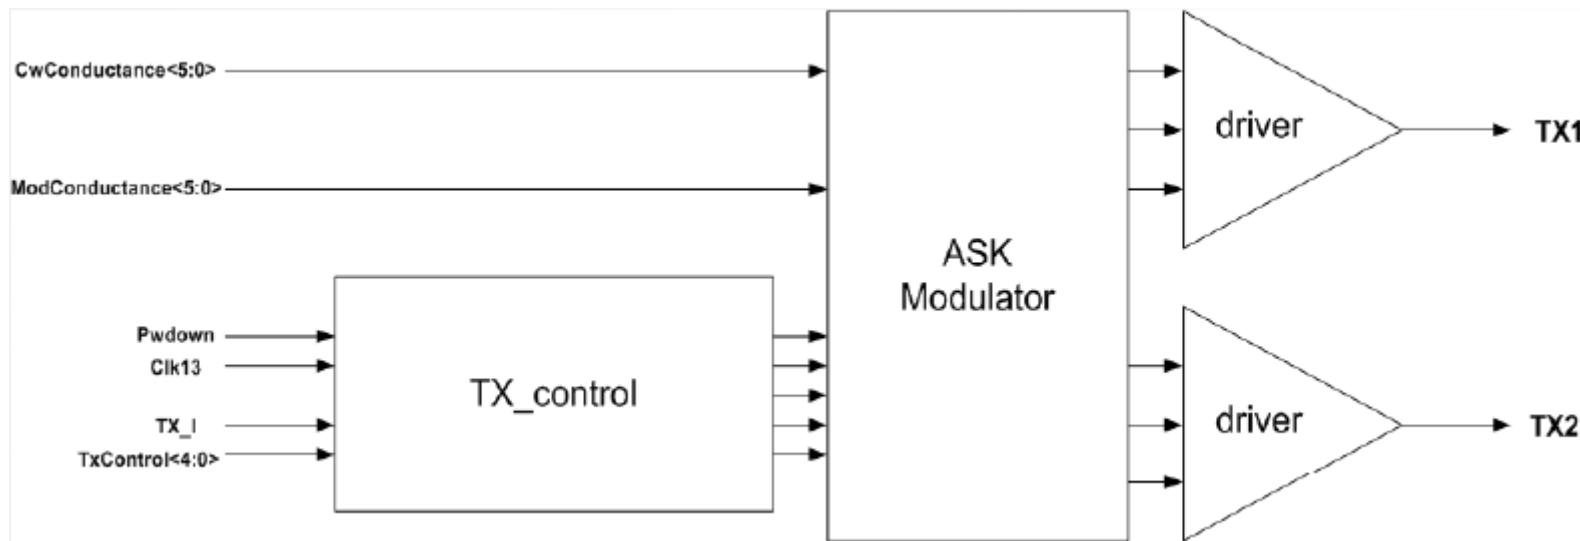 CwConductance<5:0>
driver
TX1
ModConductance<5:0>
ASK
Modulator
Pwdown
Clk13
TX_control
TX_I
TxControl<4:0>
driver
TX2